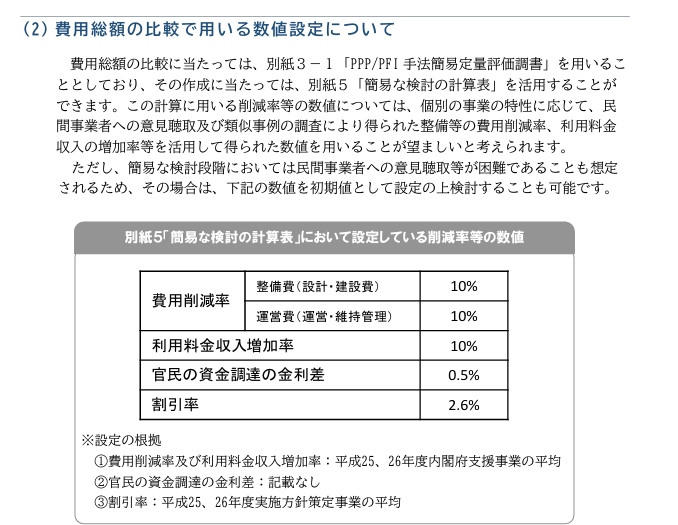 (2) 費用総額の比較で用いる数値設定について
費用総額の比較に当たっては、別紙3-1「PPP/PFI手法簡易定量評価調書」を用いるこ
ととしており、その作成に当たっては、別紙5「簡易な検討の計算表」を活用することが
できます。この計算に用いる削減率等の数値については、個別の事業の特性に応じて、民
間事業者への意見聴取及び類似事例の調査により得られた整備等の費用削減率、利用料金
収入の増加率等を活用して得られた数値を用いることが望ましいと考えられます。
ただし、簡易な検討段階においては民間事業者への意見聴取等が困難であることも想定
されるため、その場合は、下記の数値を初期値として設定の上検討することも可能です。
別紙5「簡易な検討の計算表」において設定している削減率等の数値
費用削減率 整備費(設計・建設費) 10%
運営費(運営・維持管理) 10%
利用料金収入増加率 10%
官民の資金調達の金利差 0.5%
割引率 2.6%
※設定の根拠
①費用削減率及び利用料金収入増加率:平成25、26年度内閣府支援事業の平均
②官民の資金調達の金利差:記載なし
③割引率:平成25、26年度実施方針策定事業の平均